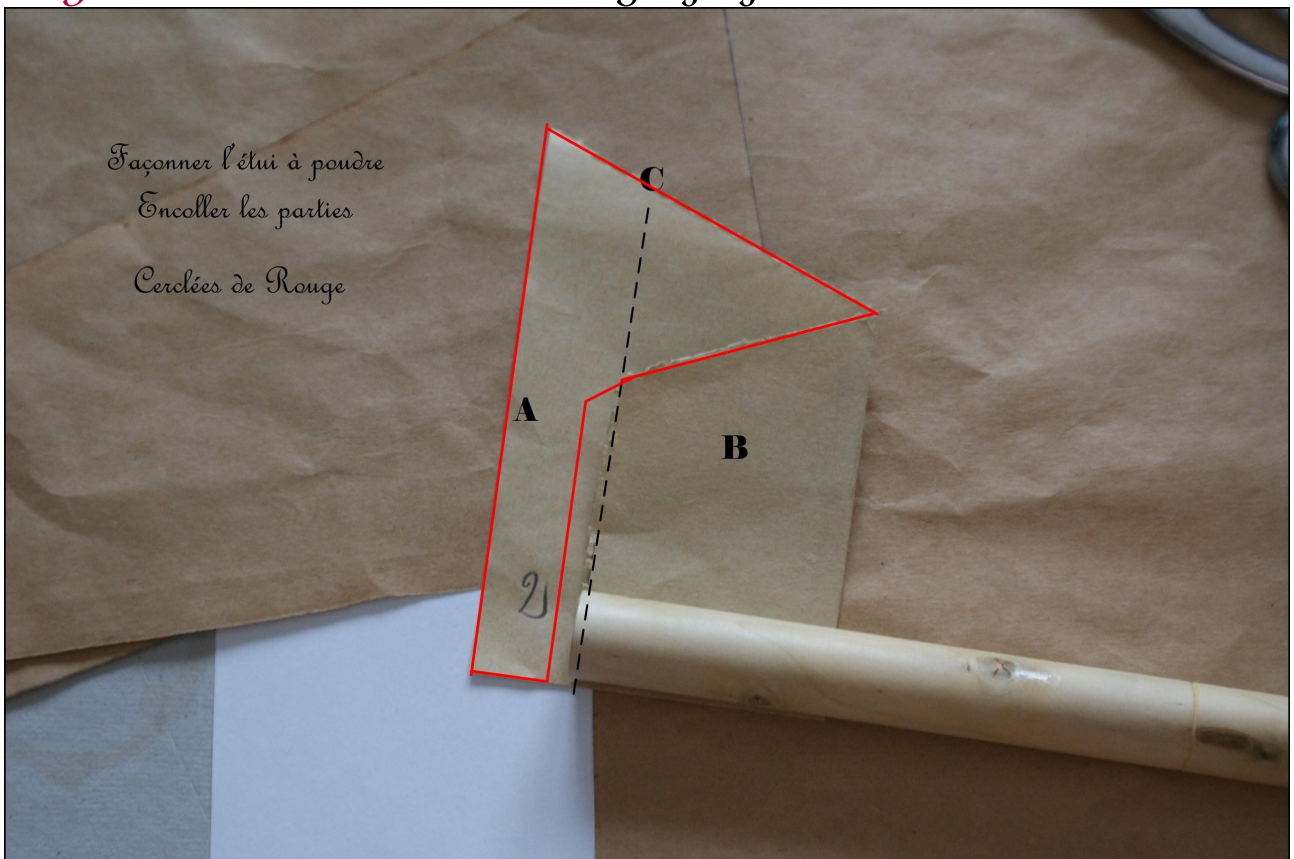 Façonner l'étui à poudre
Encoller les parties
Cerclées de Rouge
C
A
B